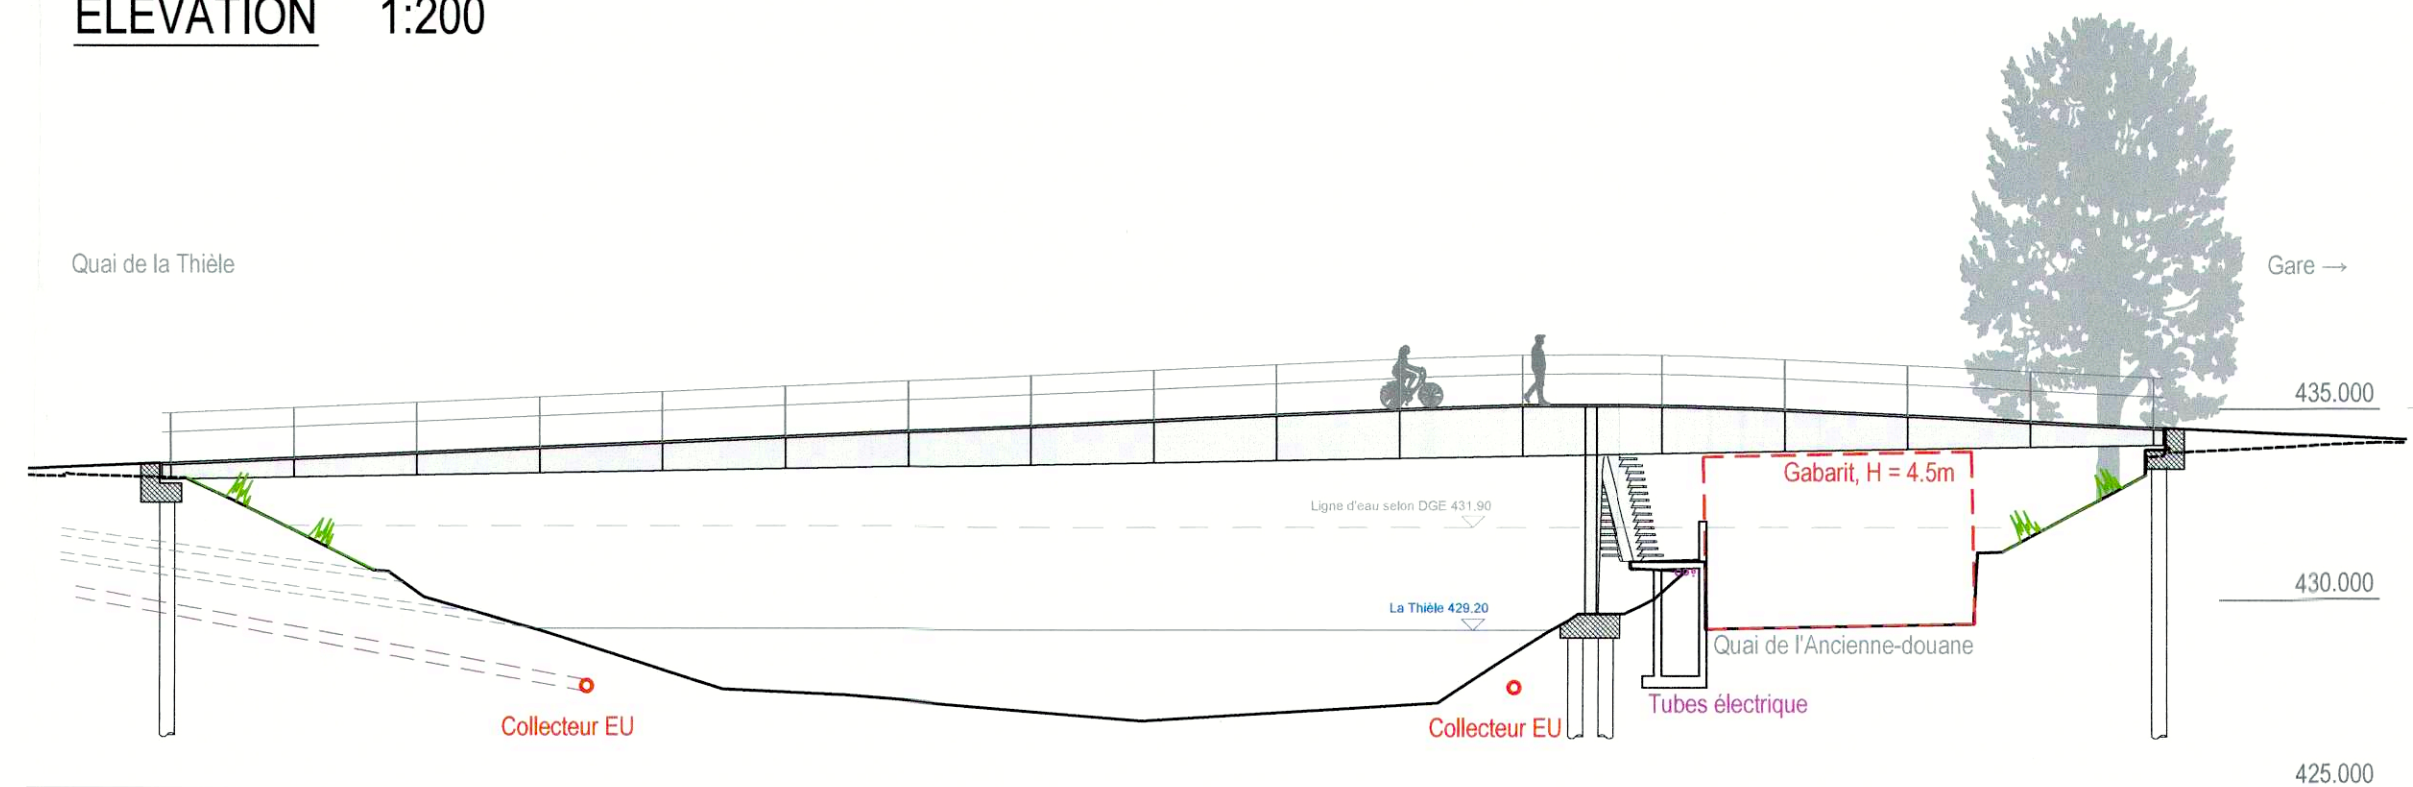 ELEVATION 1:200
Quai de la Thièle
Gare →
435.000
Gabarit, H = 4.5m
Ligne d'eau selon DGE 431.90
430.000
La Thièle 429.20
Quai de l'Ancienne-douane
Tubes électrique
Collecteur EU
Collecteur EU
425.000